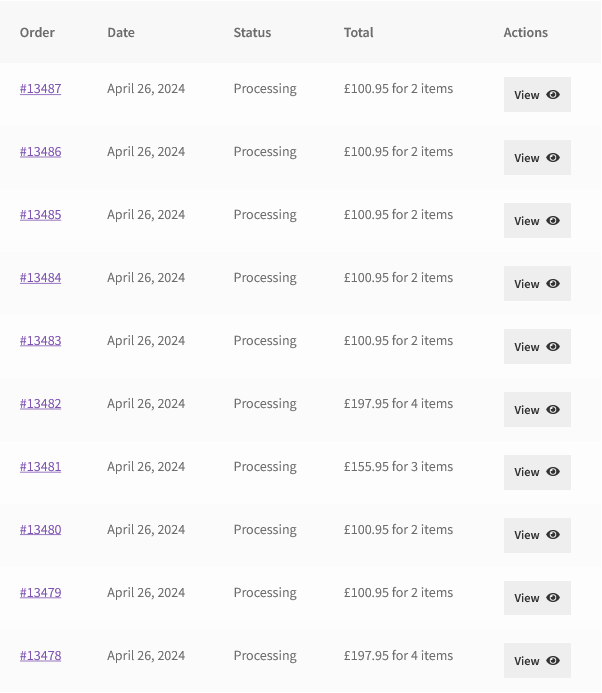 Order Date Status Total Actions
#13487 April 26, 2024 Processing £100.95 for 2 items View
#13486 April 26, 2024 Processing £100.95 for 2 items View
#13485 April 26, 2024 Processing £100.95 for 2 items View
#13484 April 26, 2024 Processing £100.95 for 2 items View
#13483 April 26, 2024 Processing £100.95 for 2 items View
#13482 April 26, 2024 Processing £197.95 for 4 items View
#13481 April 26, 2024 Processing £155.95 for 3 items View
#13480 April 26, 2024 Processing £100.95 for 2 items View
#13479 April 26, 2024 Processing £100.95 for 2 items View
#13478 April 26, 2024 Processing £197.95 for 4 items View